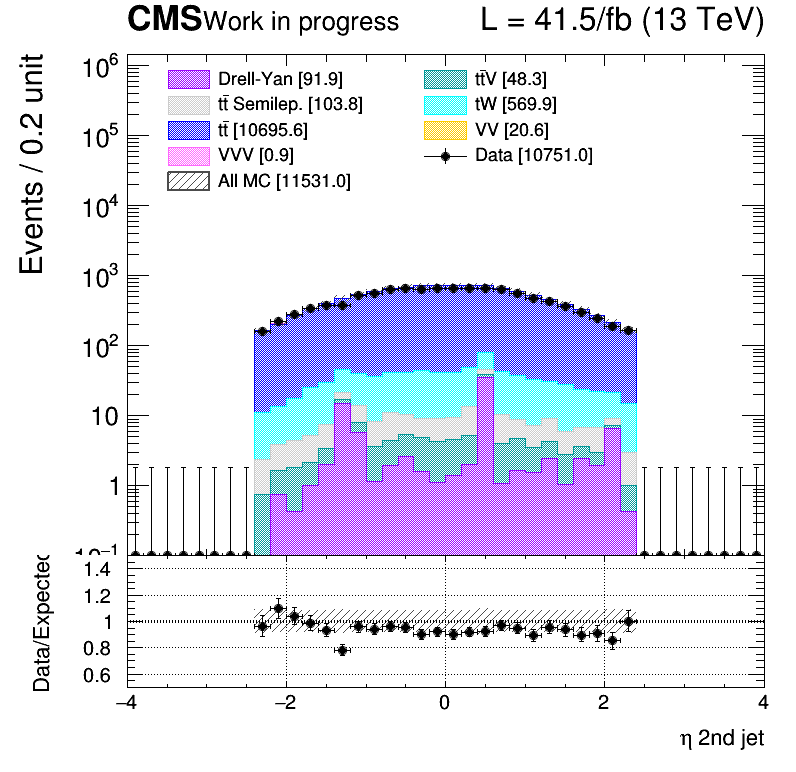 CMS Work in progress L = 41.5/fb (13 TeV)
Events / 0.2 unit
10⁶
10⁵
10⁴
10³
10²
10
1
10⁻¹
Drell-Yan [91.9]
tt̄ Semilep. [103.8]
tt̄ [10695.6]
VVV [0.9]
All MC [11531.0]
tt̄V [48.3]
tW [569.9]
VV [20.6]
Data [10751.0]
Data/Expected
1.4
1.2
1
0.8
0.6
−4 −2 0 2 4
η 2nd jet